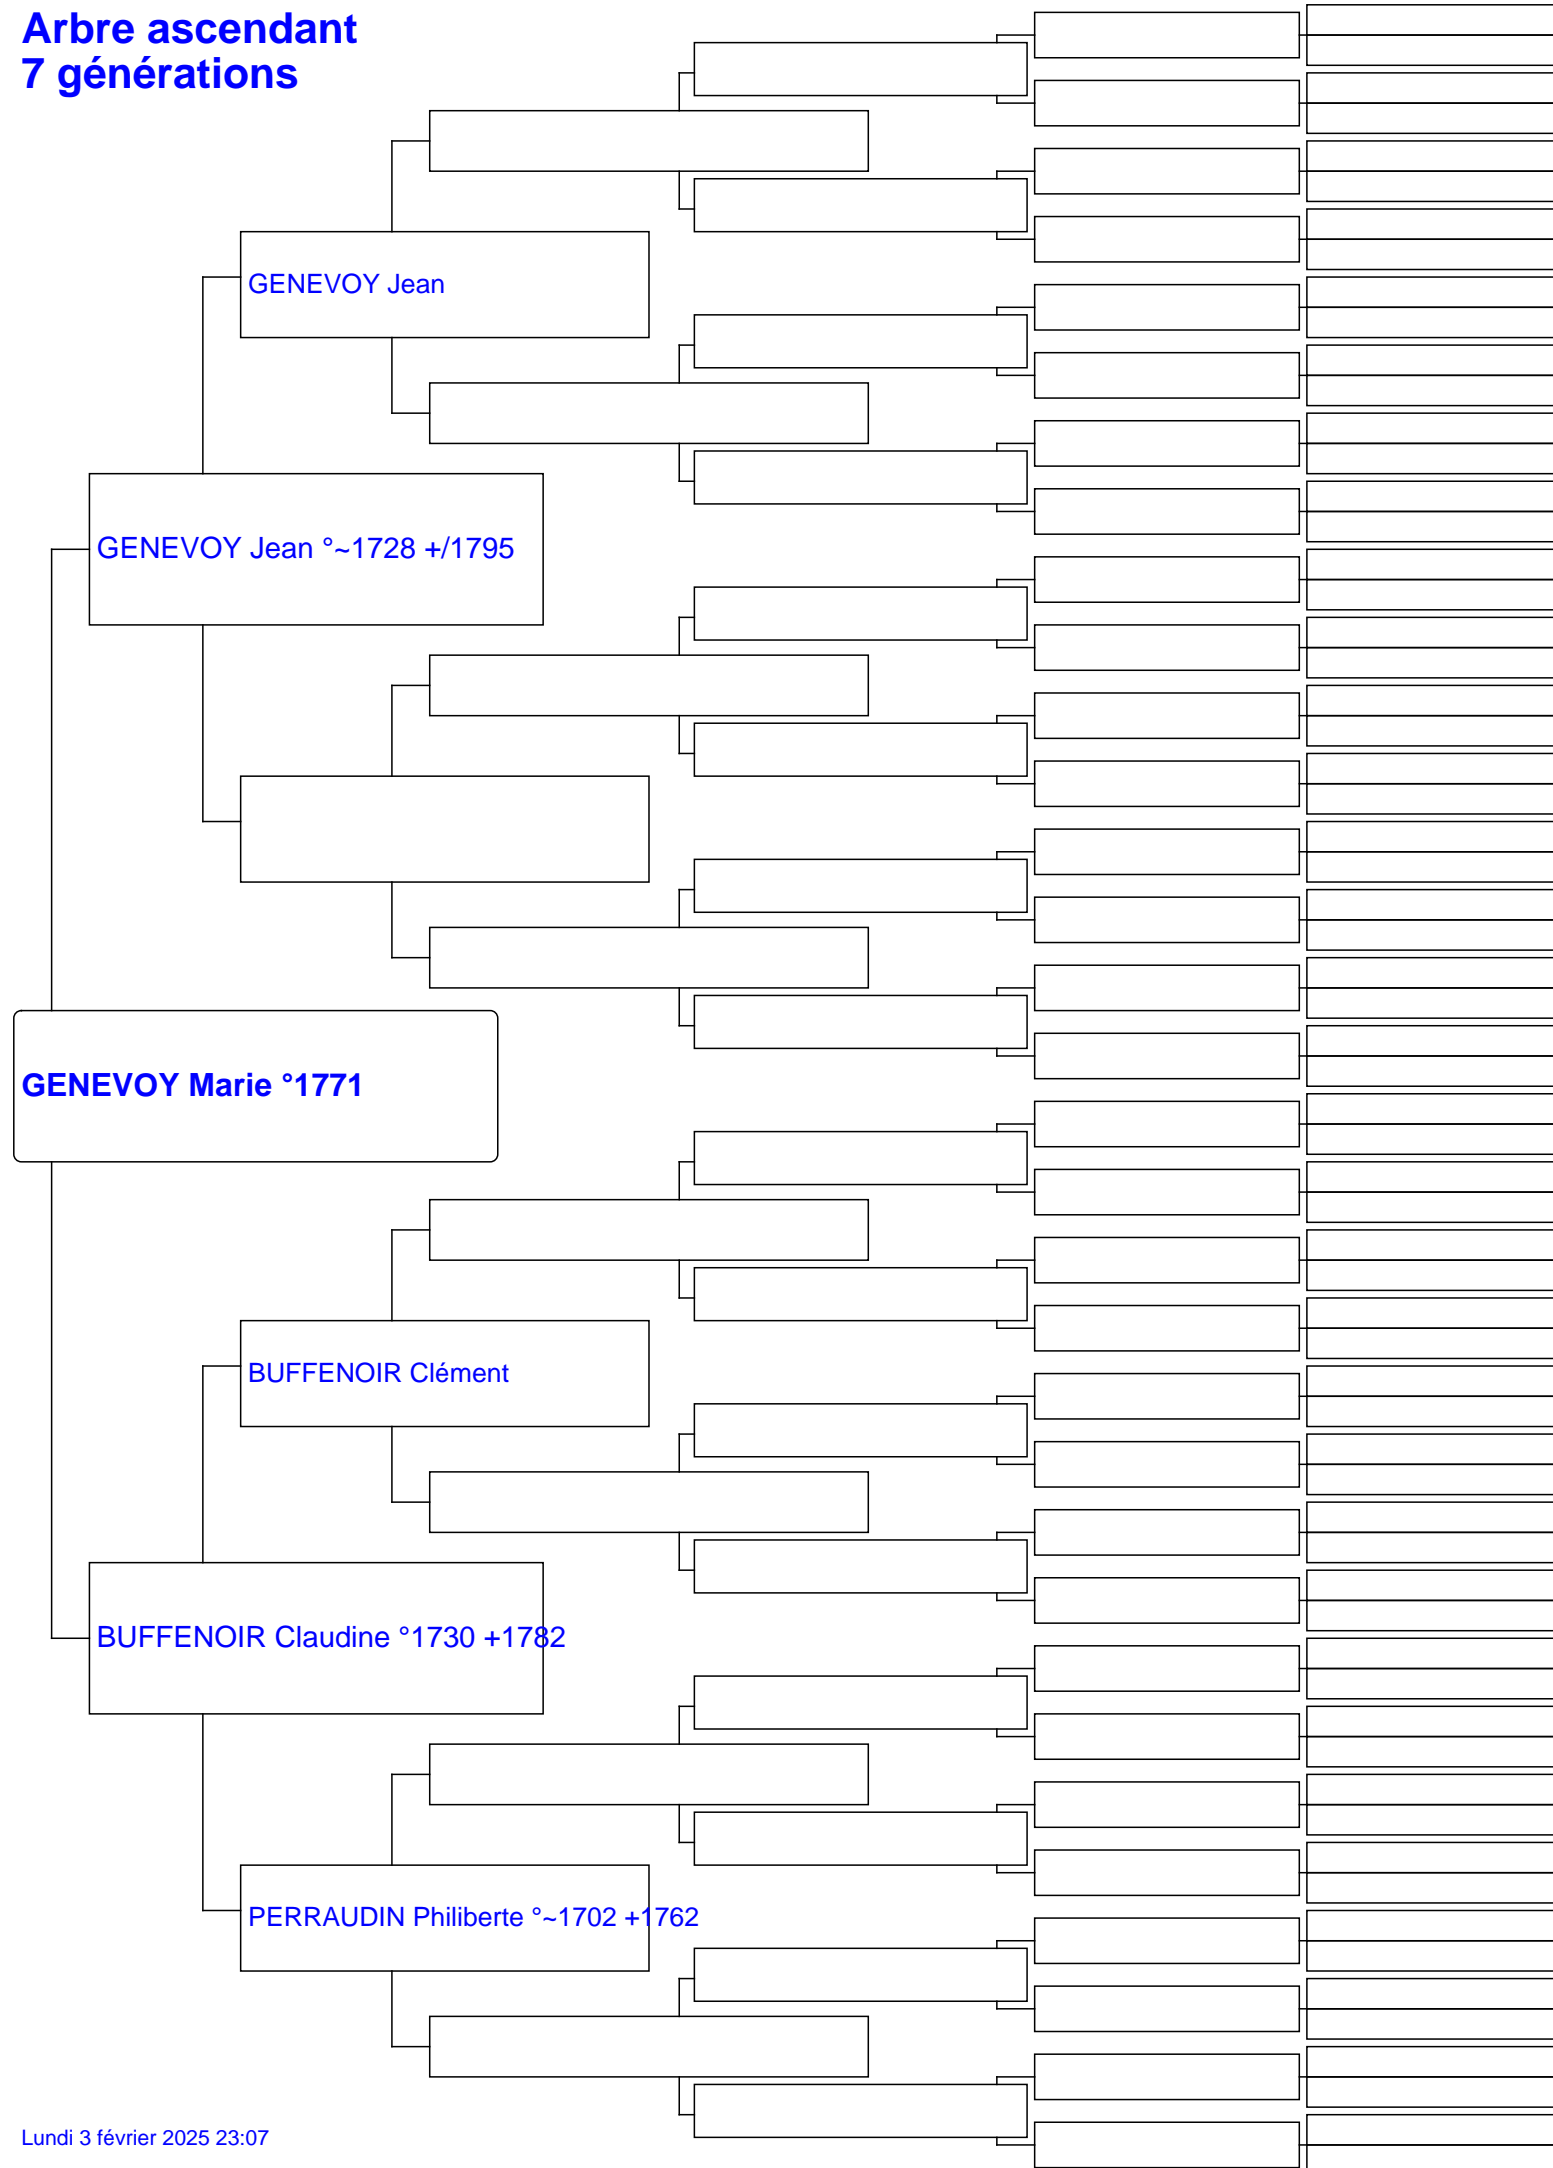 Arbre ascendant
7 générations
GENEVOY Jean
GENEVOY Jean °~1728 +/1795
GENEVOY Marie °1771
BUFFENOIR Clément
BUFFENOIR Claudine °1730 +1782
PERRAUDIN Philiberte °~1702 +1762
Lundi 3 février 2025 23:07